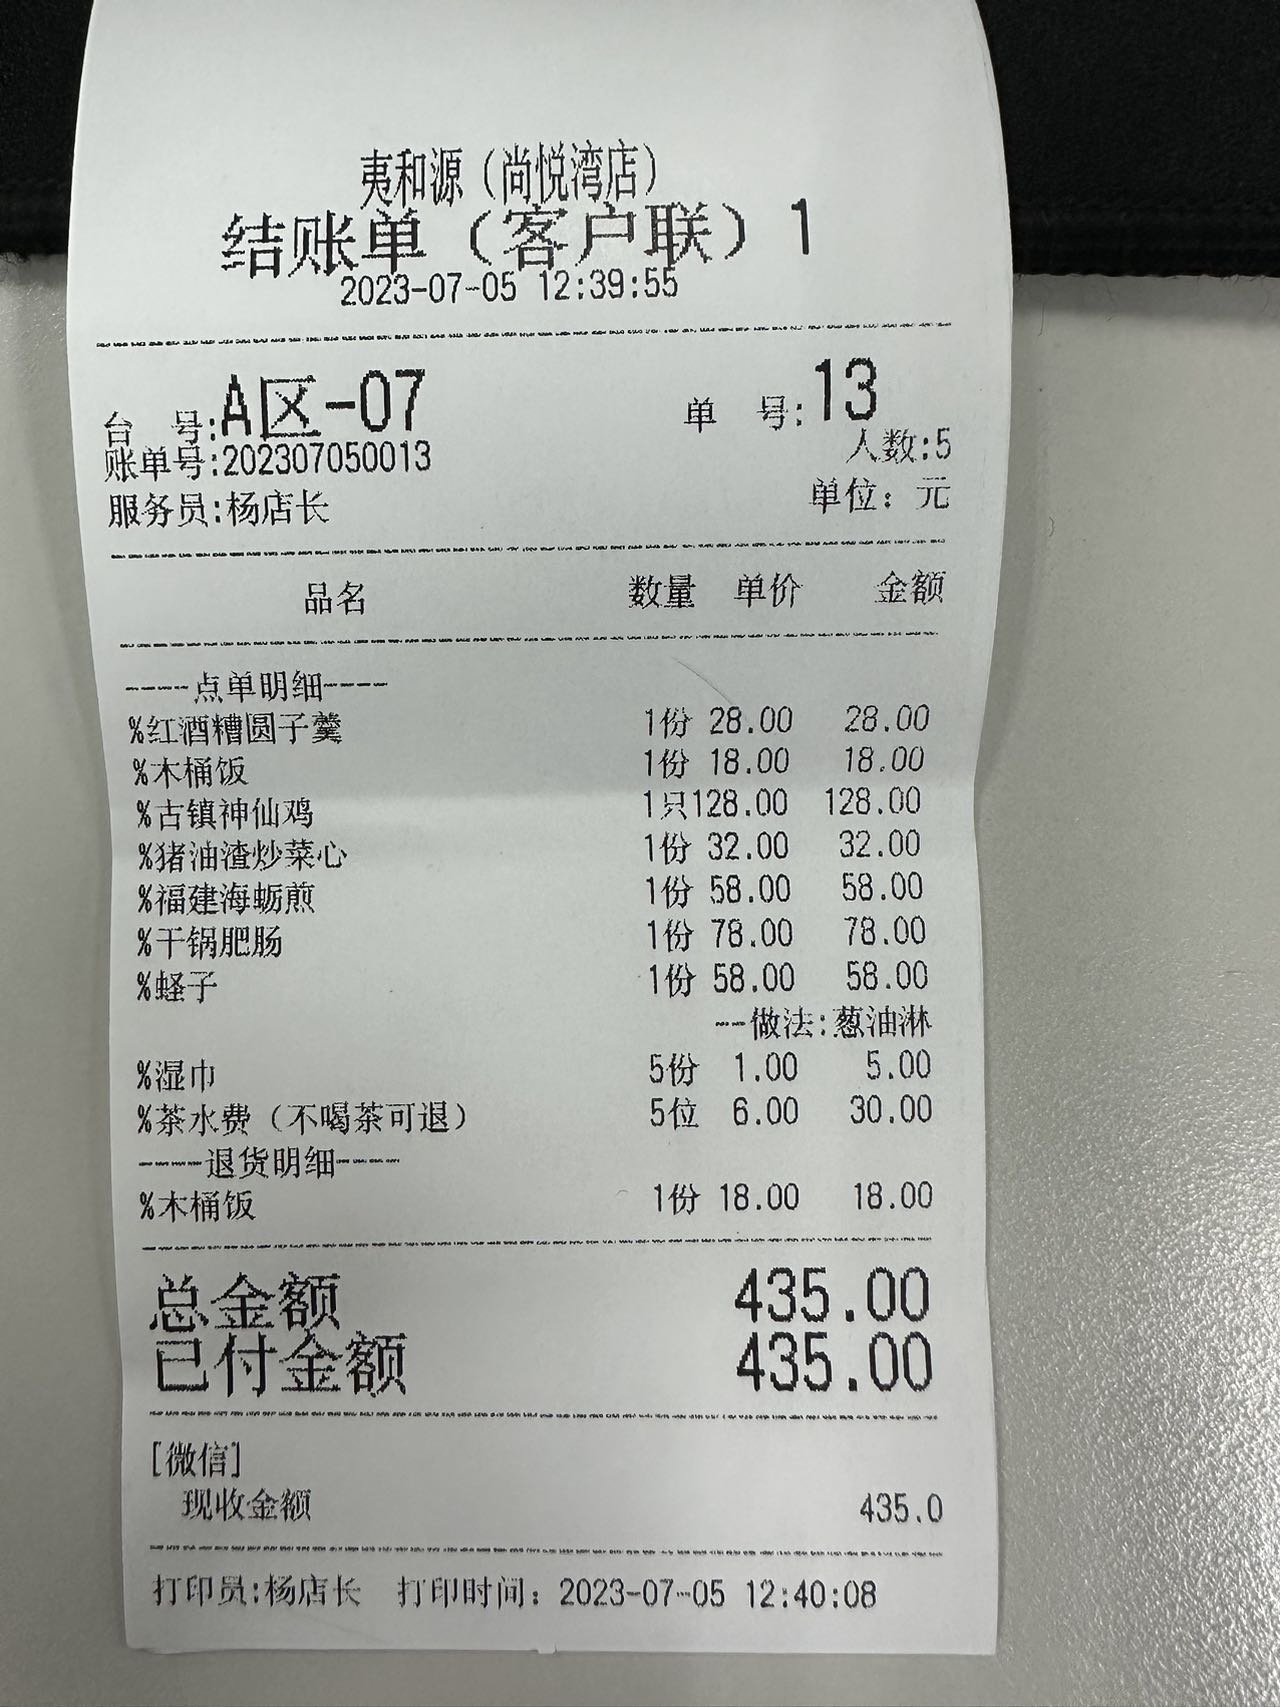 夷和源（尚悦湾店）
结账单（客户联）1
2023-07-05 12:39:55
台 号:A区-07 单 号:13
账单号:202307050013 人数:5
服务员:杨店长 单位：元
品名 数量 单价 金额
----点单明细----
%红酒糟圆子羹 1份 28.00 28.00
%木桶饭 1份 18.00 18.00
%古镇神仙鸡 1只128.00 128.00
%猪油渣炒菜心 1份 32.00 32.00
%福建海蛎煎 1份 58.00 58.00
%干锅肥肠 1份 78.00 78.00
%蛏子 1份 58.00 58.00
--做法:葱油淋
%湿巾 5份 1.00 5.00
%茶水费（不喝茶可退） 5位 6.00 30.00
----退货明细----
%木桶饭 1份 18.00 18.00
总金额 435.00
已付金额 435.00
[微信]
现收金额 435.0
打印员:杨店长 打印时间：2023-07-05 12:40:08